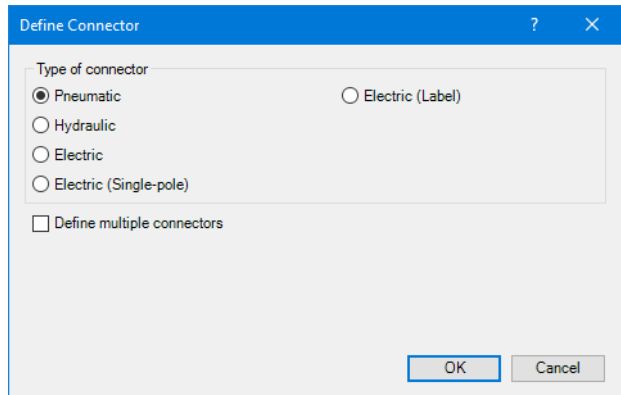 Define Connector ? ×
Type of connector
Pneumatic
Electric (Label)
Hydraulic
Electric
Electric (Single-pole)
Define multiple connectors
OK Cancel